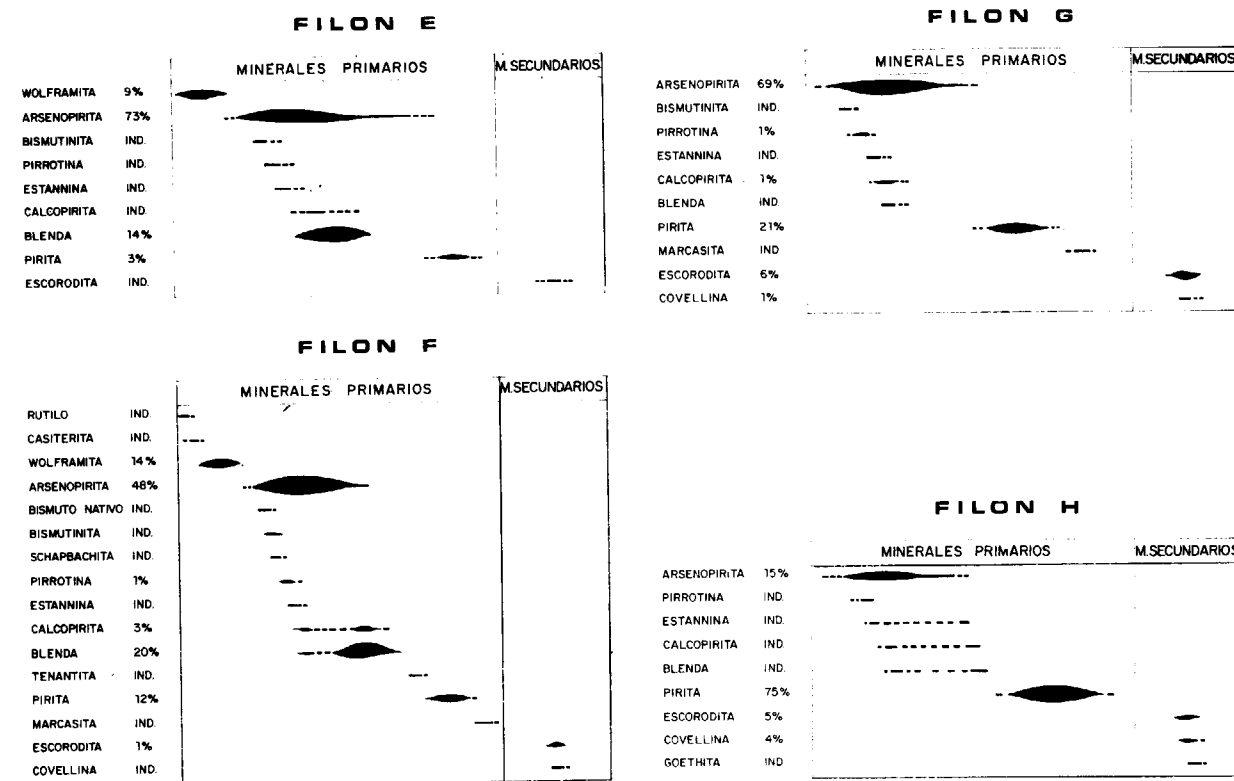 FILON E
MINERALES PRIMARIOS M.SECUNDARIOS
WOLFRAMITA 9%
ARSENOPIRITA 73%
BISMUTINITA IND.
PIRROTINA IND.
ESTANNINA IND.
CALCOPIRITA IND.
BLENDA 14%
PIRITA 3%
ESCORODITA IND.
FILON F
MINERALES PRIMARIOS M.SECUNDARIOS
RUTILO IND.
CASITERITA IND.
WOLFRAMITA 14%
ARSENOPIRITA 48%
BISMUTO NATIVO IND.
BISMUTINITA IND.
SCHAPBACHITA IND.
PIRROTINA 1%
ESTANNINA IND.
CALCOPIRITA 3%
BLENDA 20%
TENANTITA IND.
PIRITA 12%
MARCASITA IND.
ESCORODITA 1%
COVELLINA IND.
FILON G
MINERALES PRIMARIOS M.SECUNDARIOS
ARSENOPIRITA 69%
BISMUTINITA IND.
PIRROTINA 1%
ESTANNINA IND.
CALCOPIRITA 1%
BLENDA IND.
PIRITA 21%
MARCASITA IND
ESCORODITA 6%
COVELLINA 1%
FILON H
MINERALES PRIMARIOS M.SECUNDARIOS
ARSENOPIRITA 15%
PIRROTINA IND.
ESTANNINA IND.
CALCOPIRITA IND.
BLENDA IND.
PIRITA 75%
ESCORODITA 5%
COVELLINA 4%
GOETHITA IND